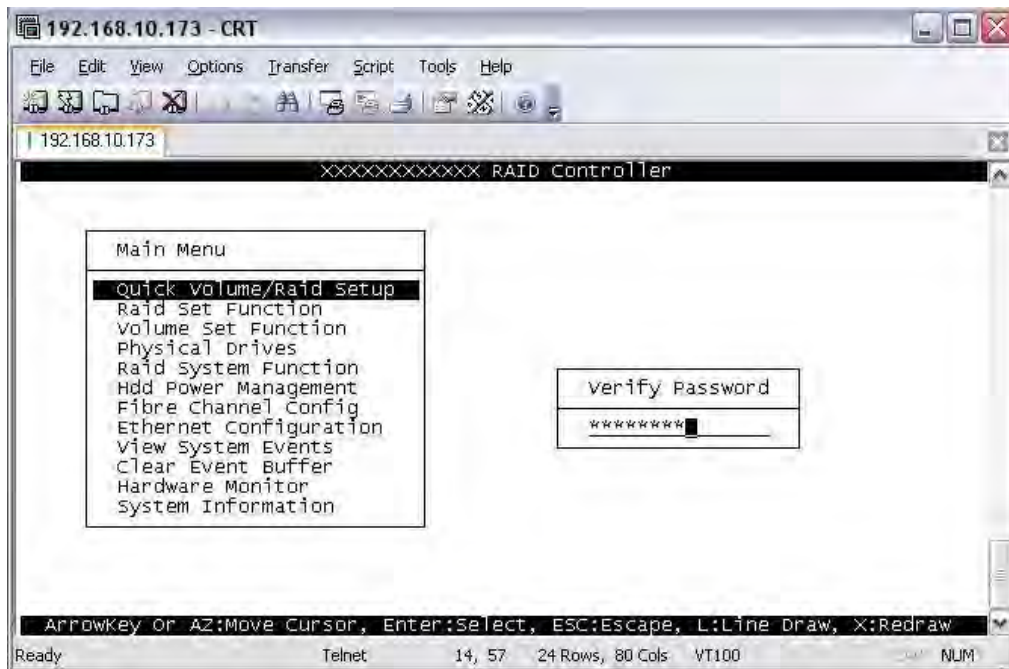 192.168.10.173 - CRT
File Edit View Options Transfer Script Tools Help
192.168.10.173
XXXXXXXXXXXX RAID Controller
Main Menu
Quick Volume/Raid Setup
Raid Set Function
Volume Set Function
Physical Drives
Raid System Function
Hdd Power Management
Fibre Channel Config
Ethernet Configuration
View System Events
Clear Event Buffer
Hardware Monitor
System Information
Verify Password
********
ArrowKey Or AZ:Move Cursor, Enter:Select, ESC:Escape, L:Line Draw, X:Redraw
Ready Telnet 14, 57 24 Rows, 80 Cols VT100 NUM